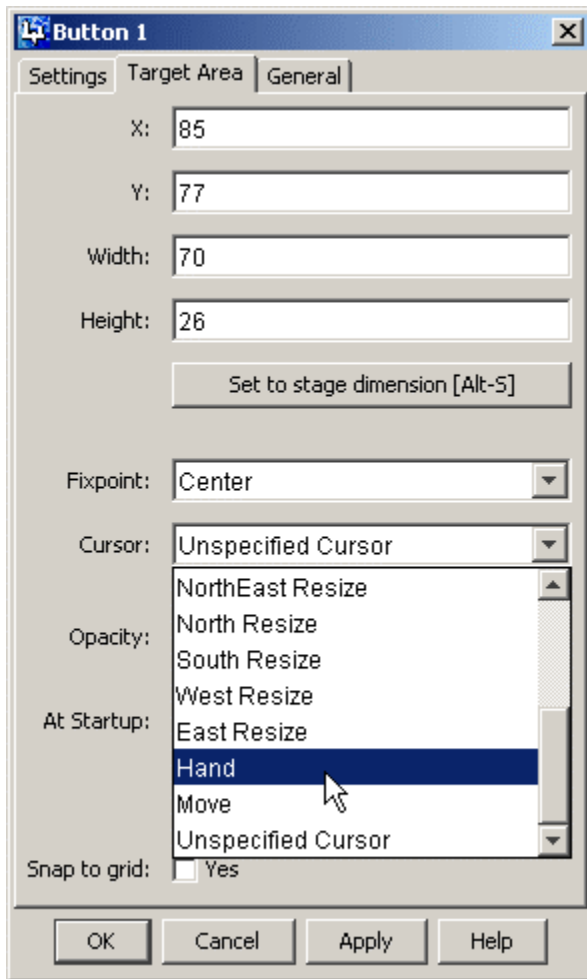 Button 1
Settings Target Area General
X: 85
Y: 77
Width: 70
Height: 26
Set to stage dimension [Alt-S]
Fixpoint: Center
Cursor: Unspecified Cursor
NorthEast Resize
North Resize
Opacity:
South Resize
West Resize
At Startup:
East Resize
Hand
Move
Unspecified Cursor
Snap to grid: Yes
OK Cancel Apply Help